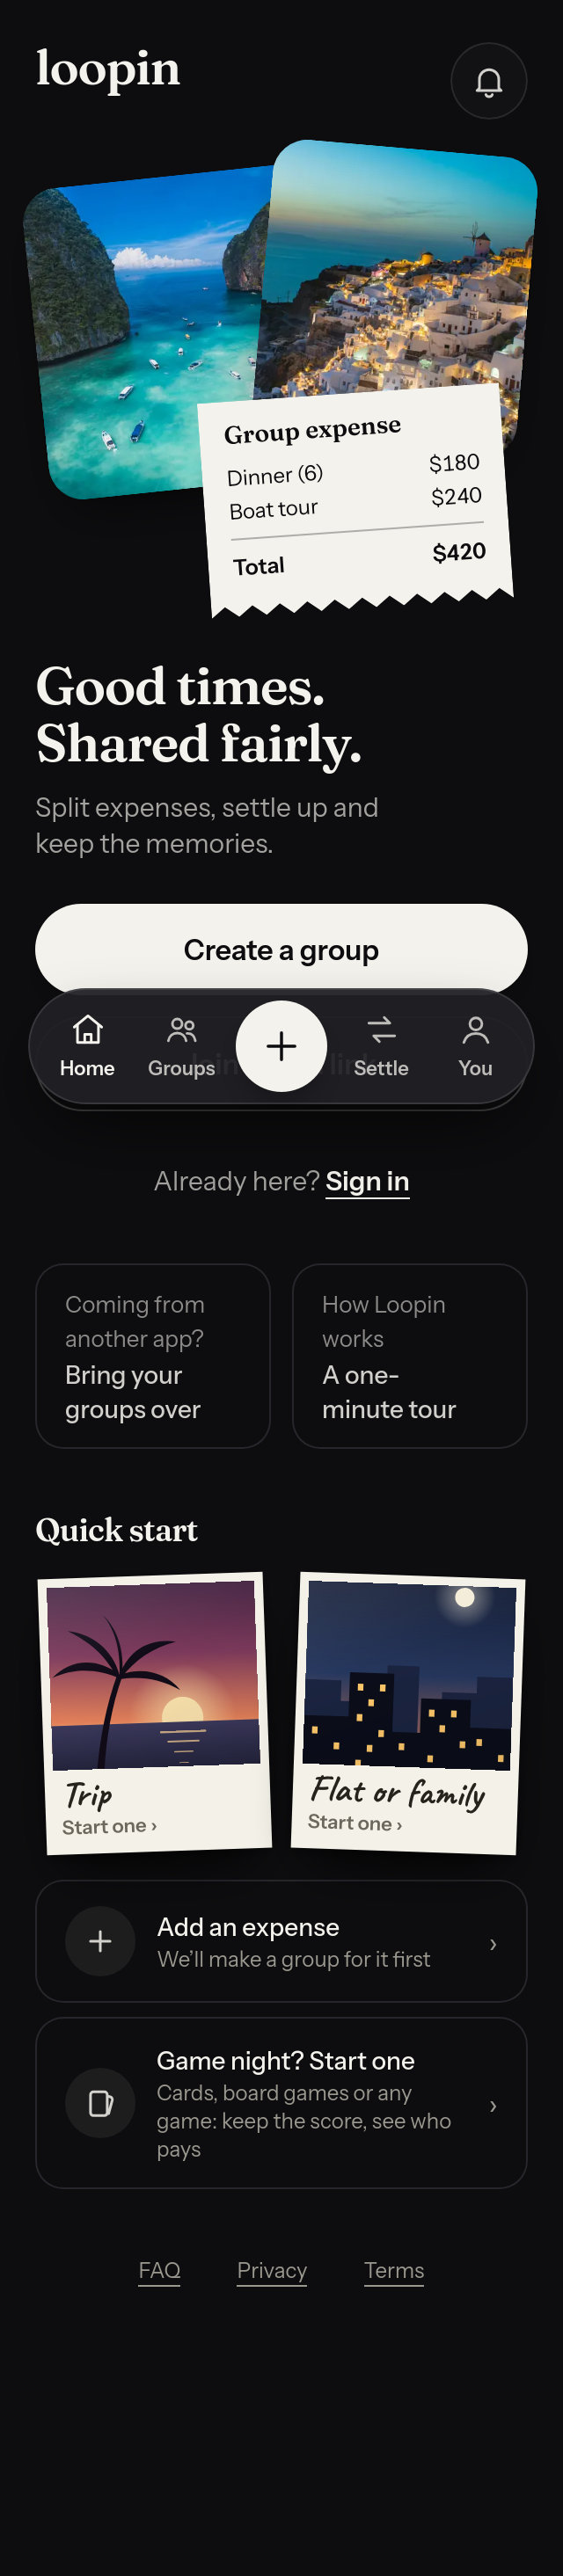 loopin
Group expense
Dinner (6) $180
Boat tour $240
Total $420
Good times.
Shared fairly.
Split expenses, settle up and
keep the memories.
Create a group
Home Groups Settle You
Already here? Sign in
Coming from
another app?
Bring your
groups over
How Loopin
works
A one-
minute tour
Quick start
Trip
Start one ›
Flat or family
Start one ›
Add an expense
We’ll make a group for it first
›
Game night? Start one
Cards, board games or any
game: keep the score, see who
pays
›
FAQ Privacy Terms